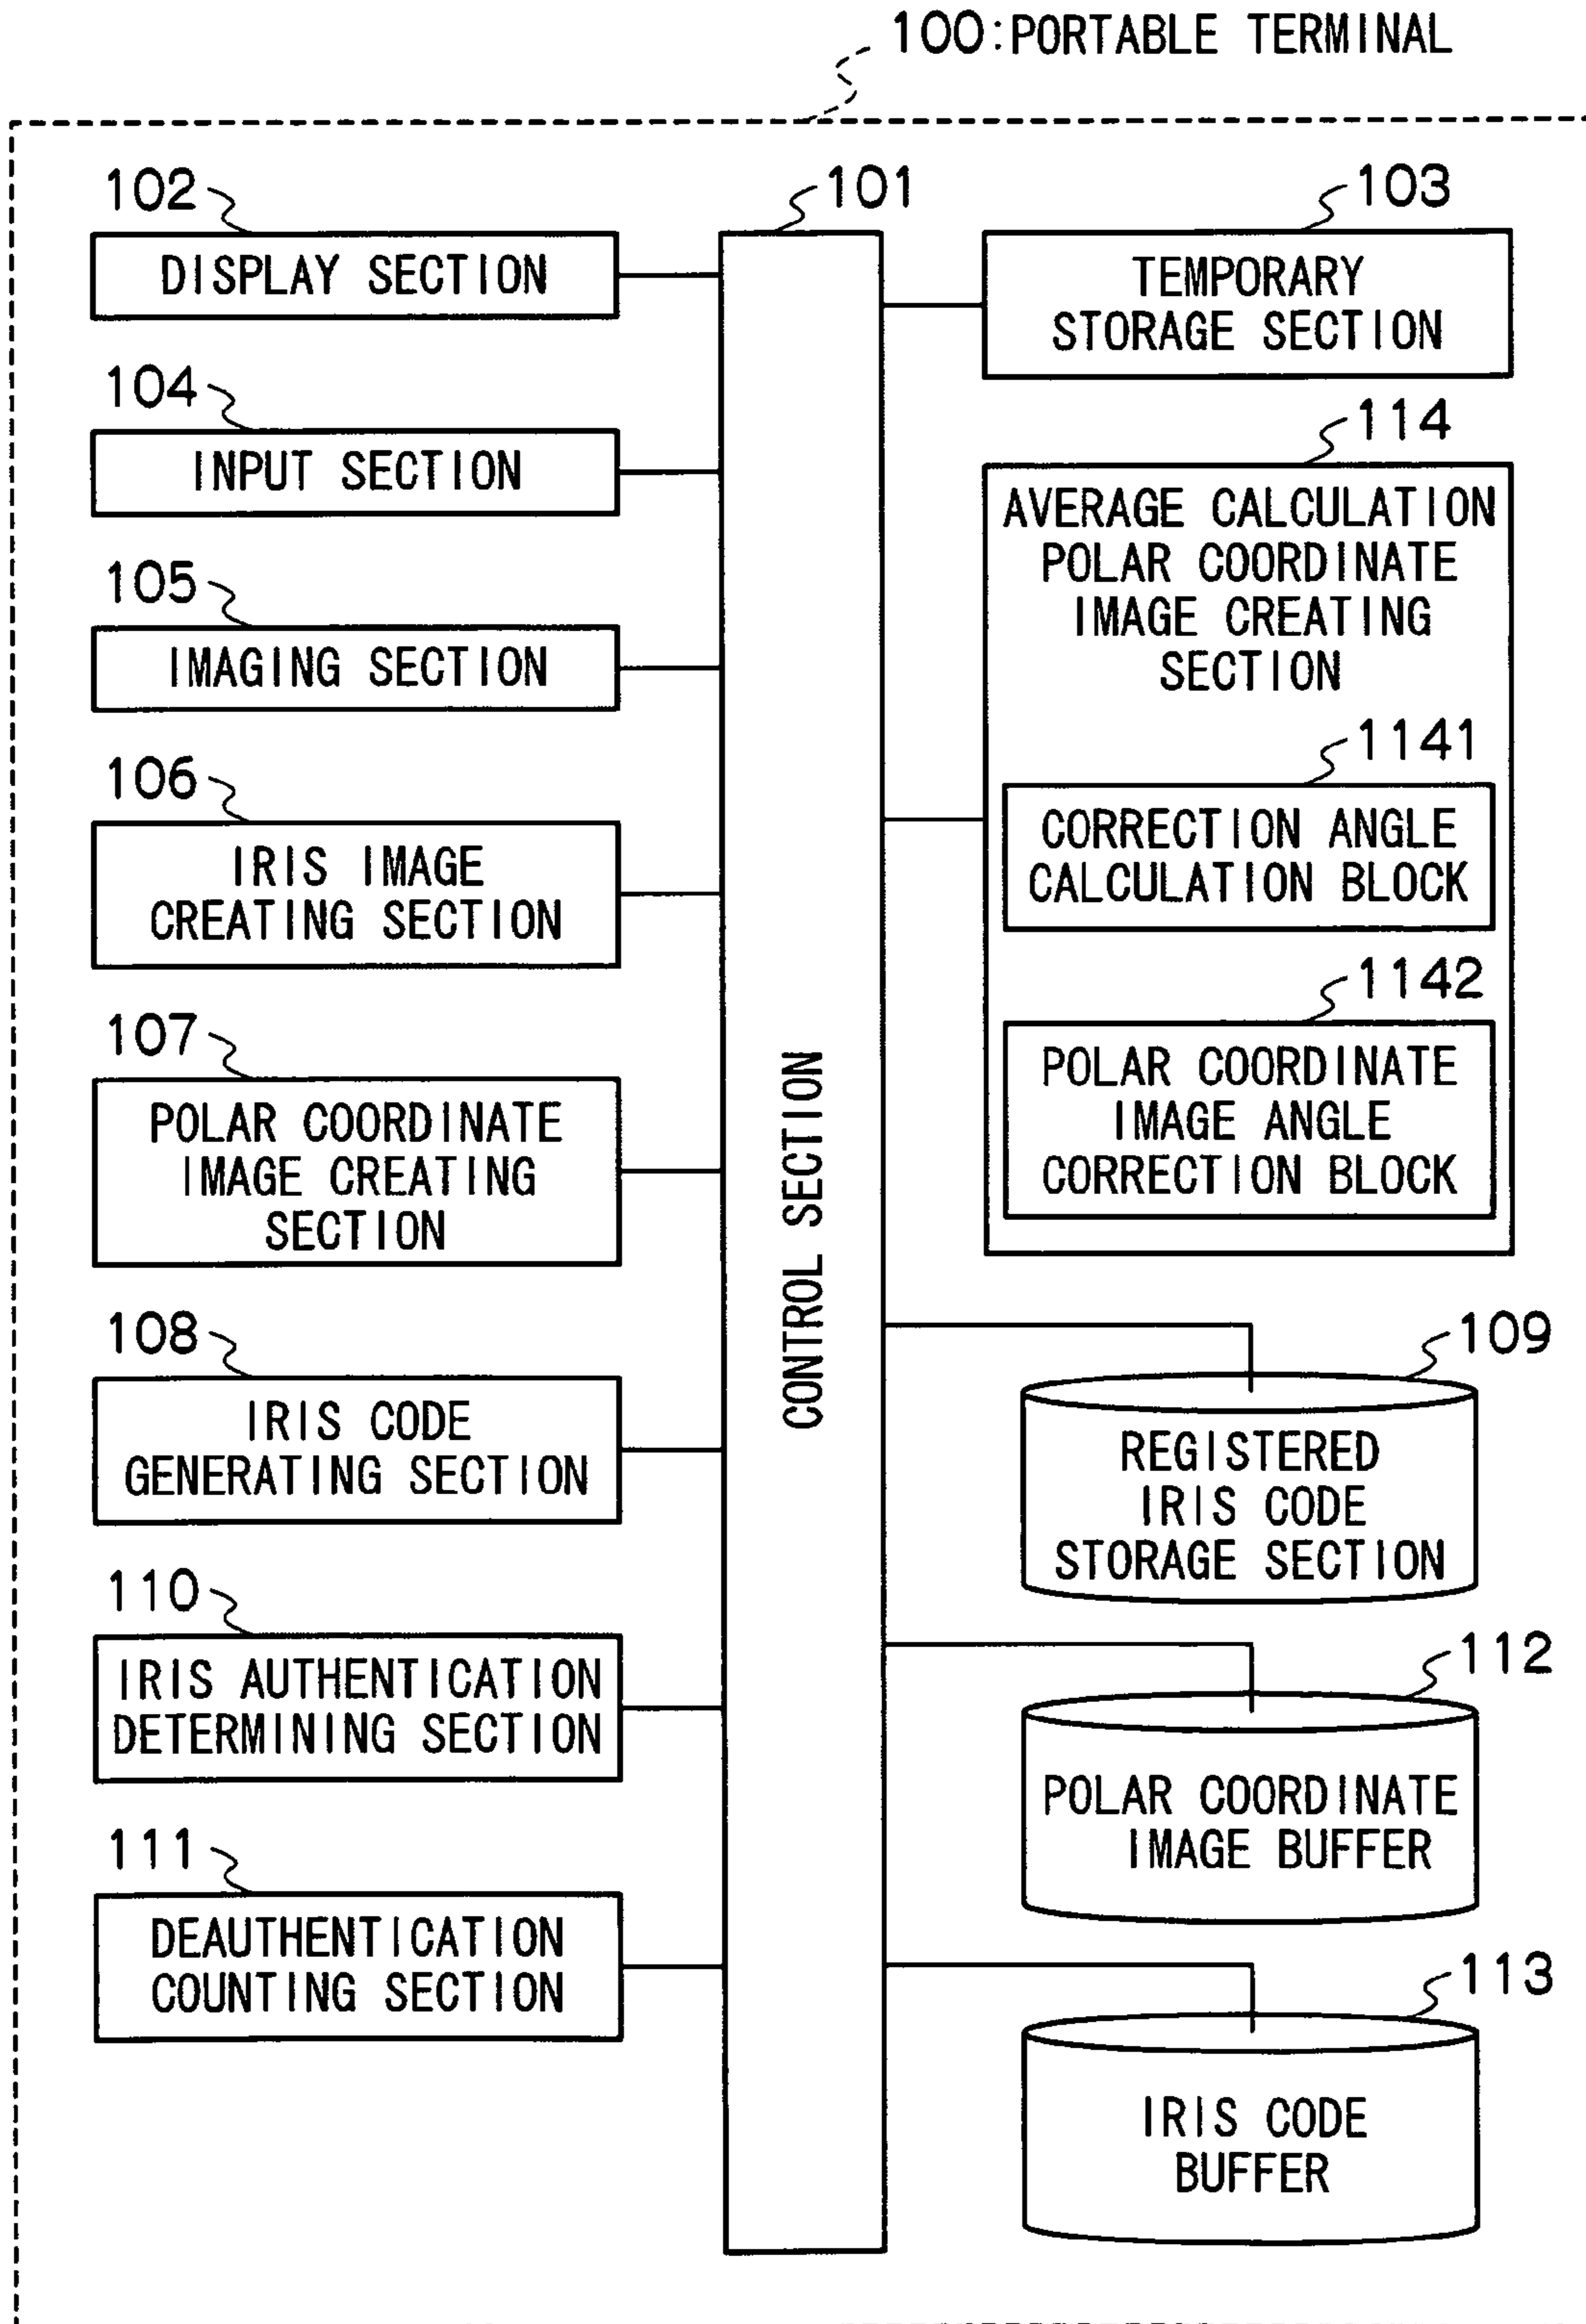 100:PORTABLE TERMINAL
102
DISPLAY SECTION
104
INPUT SECTION
105
IMAGING SECTION
106
IRIS IMAGE
CREATING SECTION
107
POLAR COORDINATE
IMAGE CREATING
SECTION
108
IRIS CODE
GENERATING SECTION
110
IRIS AUTHENTICATION
DETERMINING SECTION
111
DEAUTHENTICATION
COUNTING SECTION
101
CONTROL SECTION
103
TEMPORARY
STORAGE SECTION
114
AVERAGE CALCULATION
POLAR COORDINATE
IMAGE CREATING
SECTION
1141
CORRECTION ANGLE
CALCULATION BLOCK
1142
POLAR COORDINATE
IMAGE ANGLE
CORRECTION BLOCK
109
REGISTERED
IRIS CODE
STORAGE SECTION
112
POLAR COORDINATE
IMAGE BUFFER
113
IRIS CODE
BUFFER